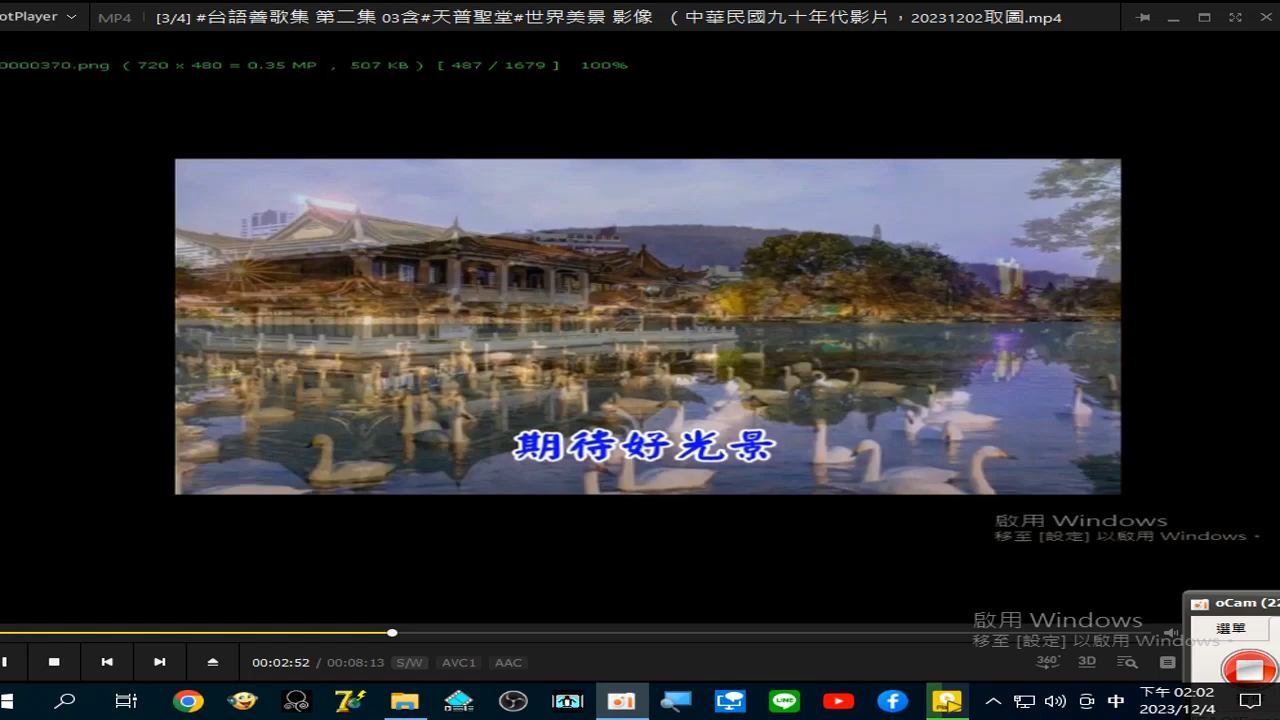 otPlayer MP4 [3/4] #台語善歌集 第二集 03含#天普聖堂#世界美景 影像 （中華民國九十年代影片，20231202取圖.mp4
0000370.png ( 720 x 480 = 0.35 MP , 507 KB ) [ 487 / 1679 ] 100%
期待好光景
啟用 Windows
移至 [設定] 以啟用 Windows。
oCam (22
啟用 Windows
選單
移至 [設定] 以啟用 Windows。
00:02:52 / 00:08:13 S/W AVC1 AAC
360° 3D
LINE
中
下午 02:02
2023/12/4